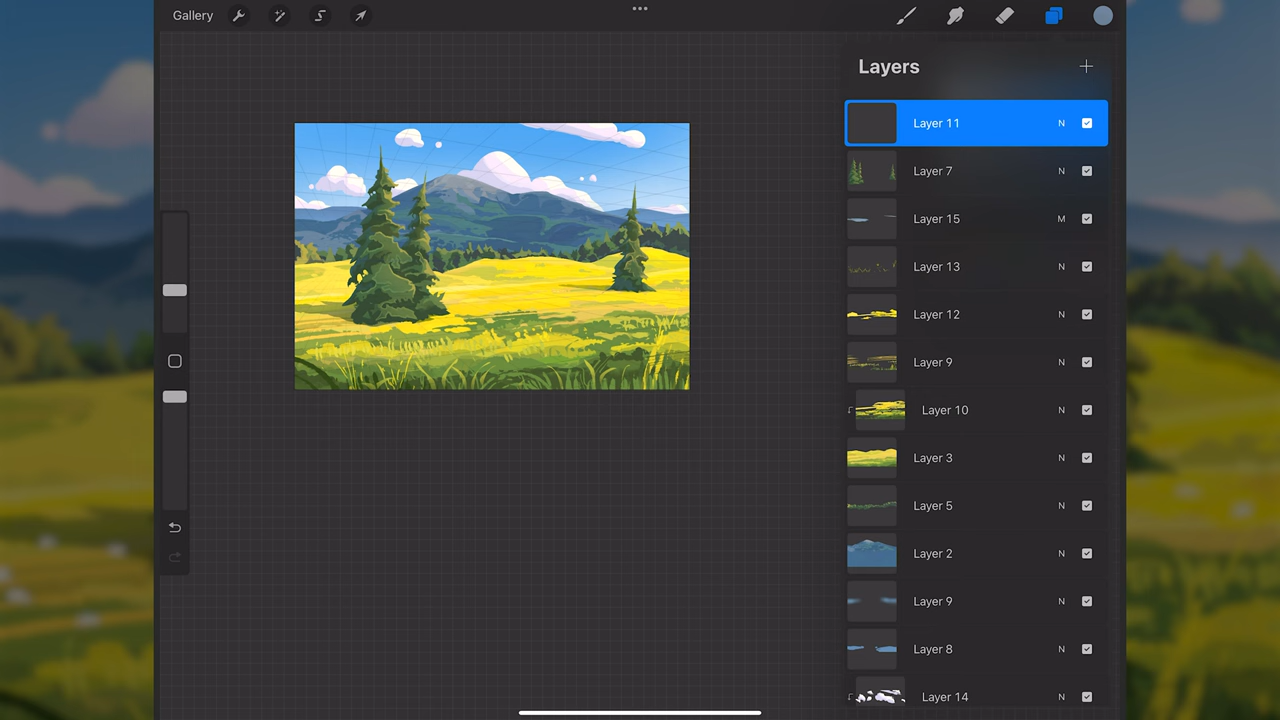 Gallery
Layers
Layer 11 N
Layer 7 N
Layer 15 M
Layer 13 N
Layer 12 N
Layer 9 N
Layer 10 N
Layer 3 N
Layer 5 N
Layer 2 N
Layer 9 N
Layer 8 N
Layer 14 N